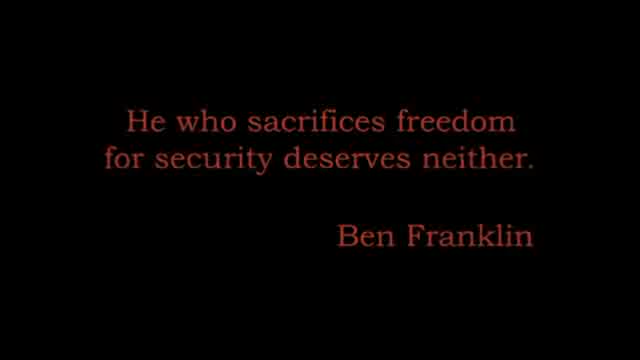 He who sacrifices freedom
for security deserves neither.
Ben Franklin